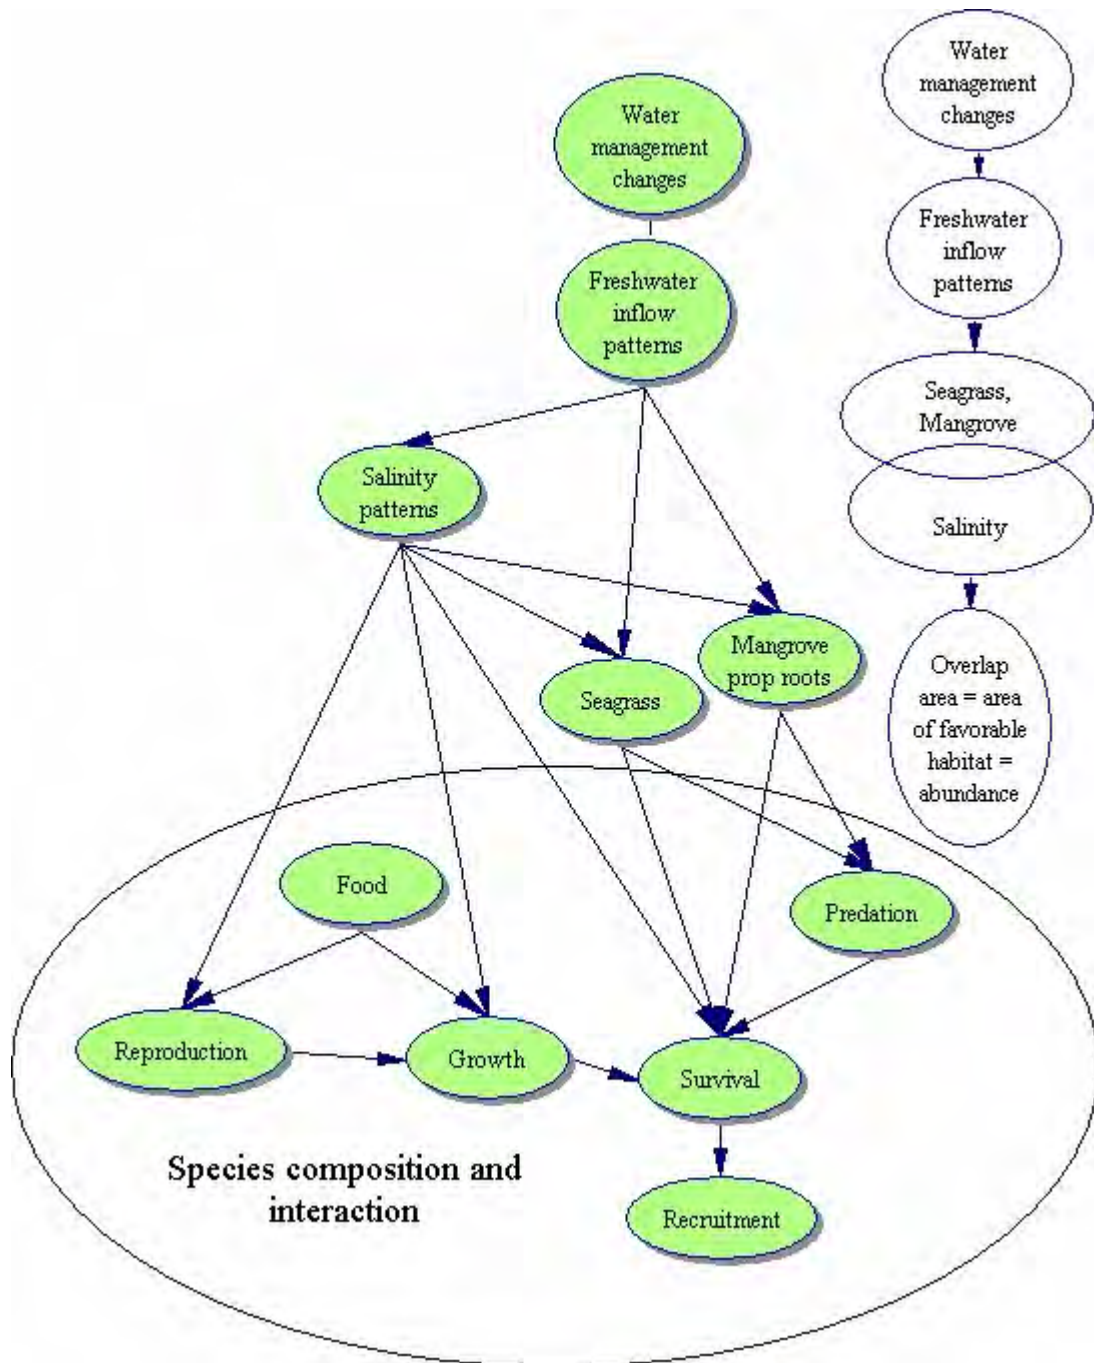 Water
management
changes
Freshwater
inflow
patterns
Salinity
patterns
Seagrass
Mangrove
prop roots
Food
Predation
Reproduction
Growth
Survival
Recruitment
Species composition and
interaction
Water
management
changes
Freshwater
inflow
patterns
Seagrass,
Mangrove
Salinity
Overlap
area = area
of favorable
habitat =
abundance